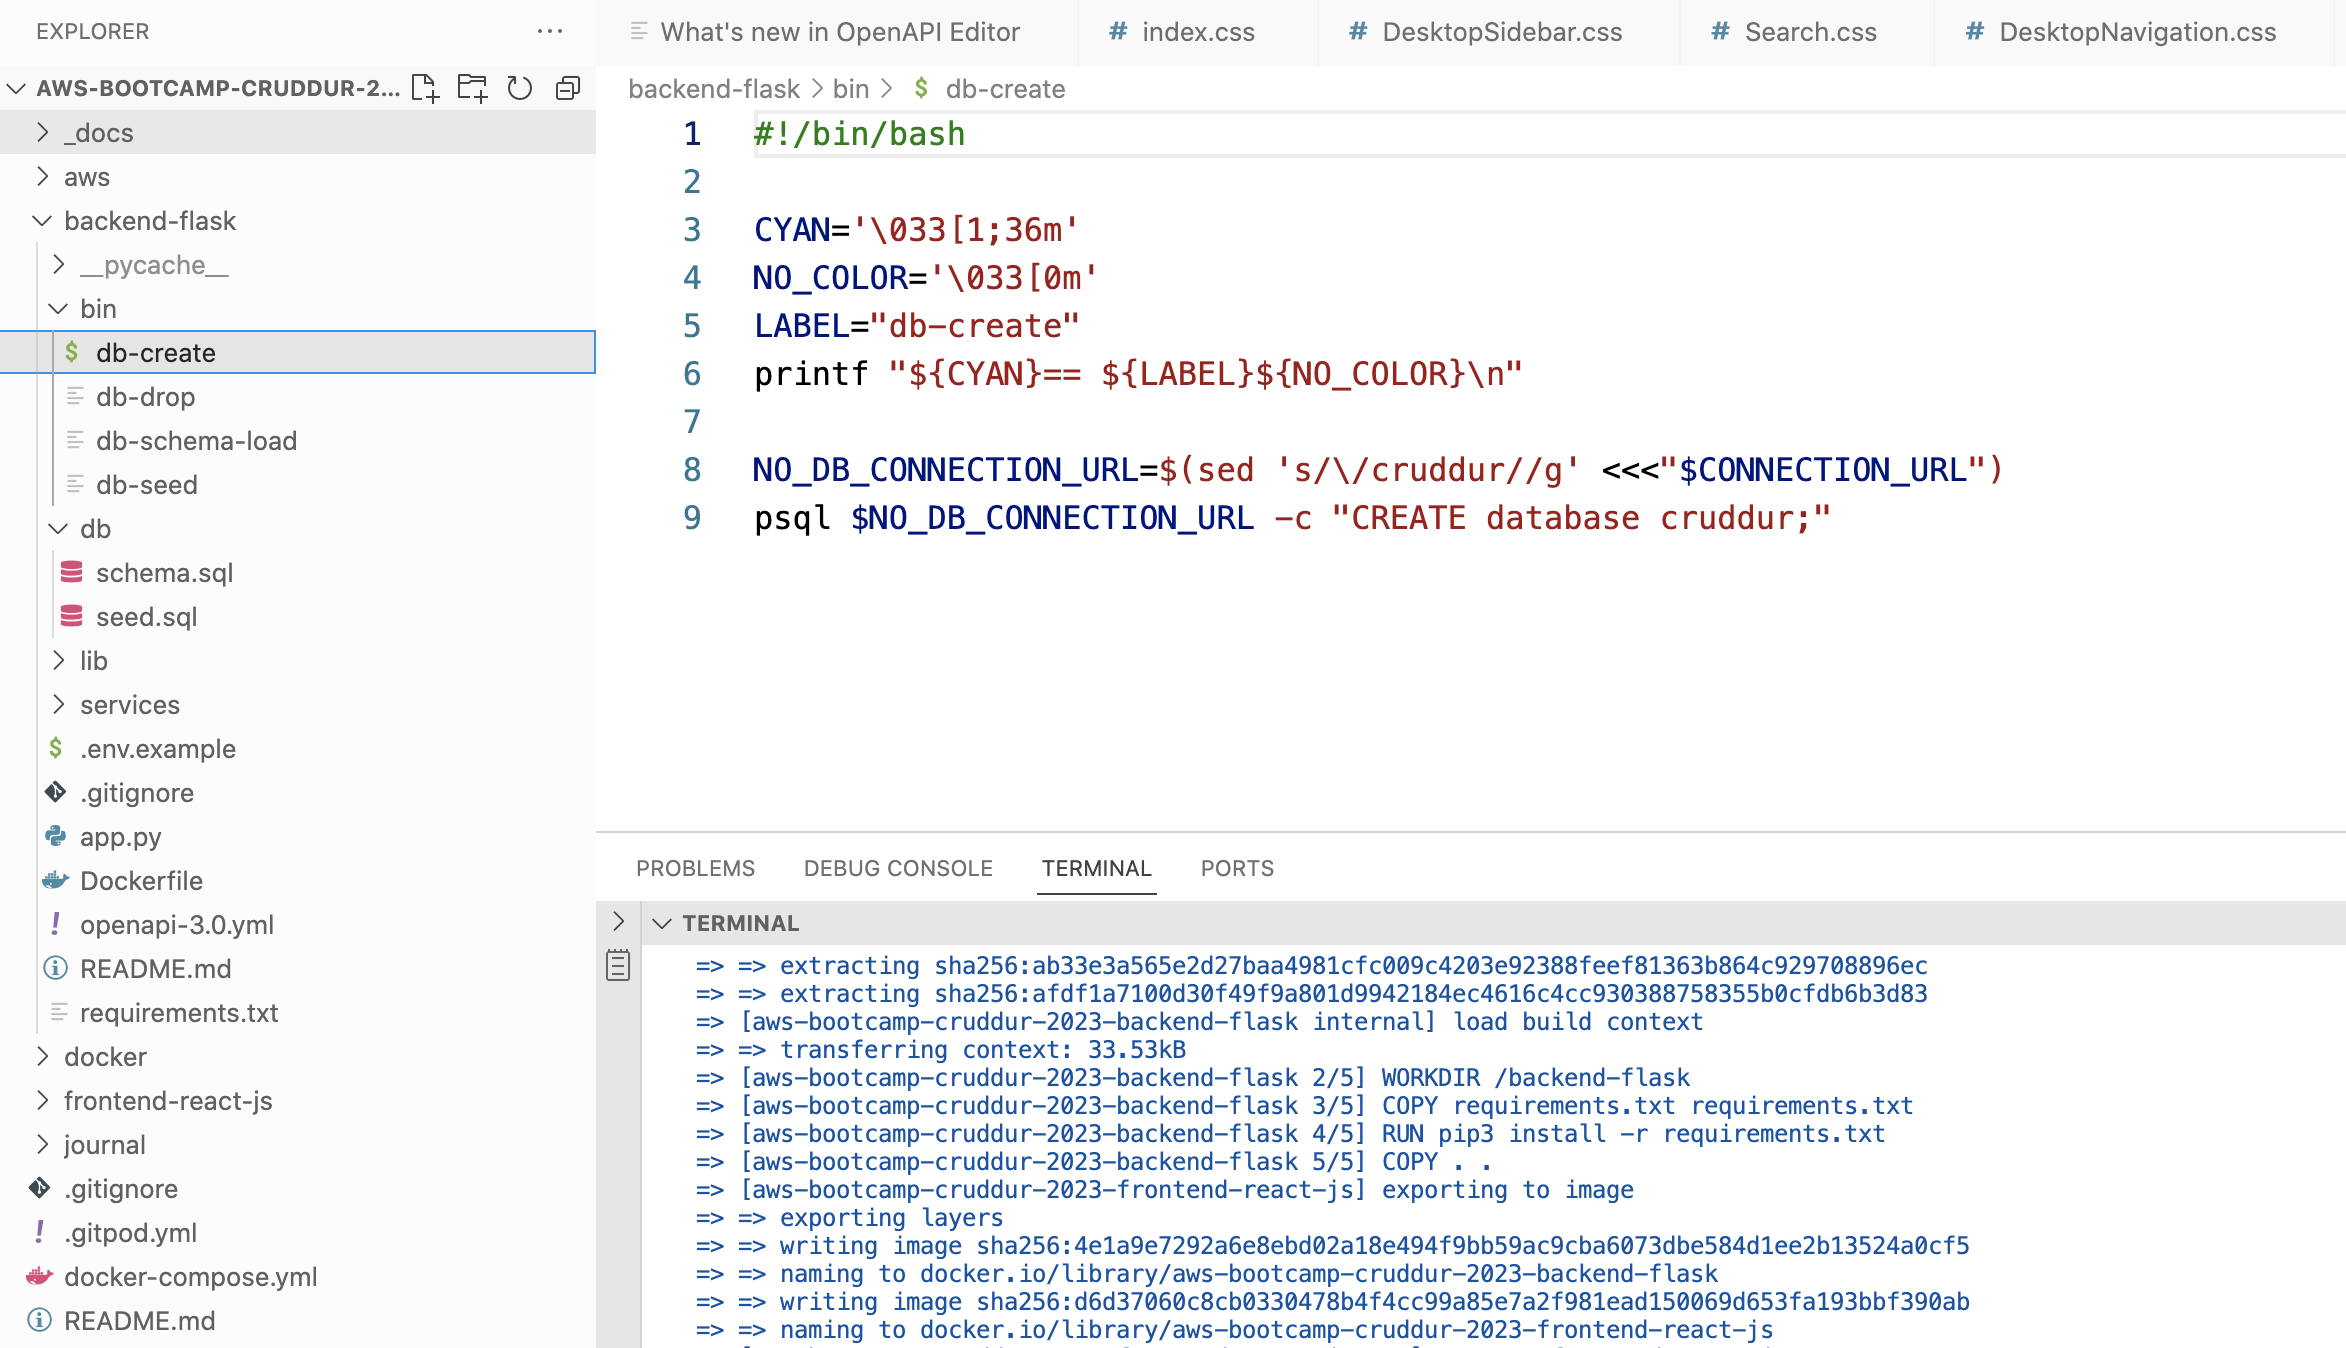 EXPLORER
AWS-BOOTCAMP-CRUDDUR-2...
_docs
aws
backend-flask
__pycache__
bin
$ db-create
db-drop
db-schema-load
db-seed
db
schema.sql
seed.sql
lib
services
$ .env.example
.gitignore
app.py
Dockerfile
! openapi-3.0.yml
README.md
requirements.txt
docker
frontend-react-js
journal
.gitignore
! .gitpod.yml
docker-compose.yml
README.md
What's new in OpenAPI Editor
# index.css
# DesktopSidebar.css
# Search.css
# DesktopNavigation.css
backend-flask > bin > $ db-create
1 #!/bin/bash
2
3 CYAN='\033[1;36m'
4 NO_COLOR='\033[0m'
5 LABEL="db-create"
6 printf "${CYAN}== ${LABEL}${NO_COLOR}\n"
7
8 NO_DB_CONNECTION_URL=$(sed 's/\/cruddur//g' <<<"$CONNECTION_URL")
9 psql $NO_DB_CONNECTION_URL -c "CREATE database cruddur;"
PROBLEMS DEBUG CONSOLE TERMINAL PORTS
TERMINAL
=> => extracting sha256:ab33e3a565e2d27baa4981cfc009c4203e92388feef81363b864c929708896ec
=> => extracting sha256:afdf1a7100d30f49f9a801d9942184ec4616c4cc930388758355b0cfdb6b3d83
=> [aws-bootcamp-cruddur-2023-backend-flask internal] load build context
=> => transferring context: 33.53kB
=> [aws-bootcamp-cruddur-2023-backend-flask 2/5] WORKDIR /backend-flask
=> [aws-bootcamp-cruddur-2023-backend-flask 3/5] COPY requirements.txt requirements.txt
=> [aws-bootcamp-cruddur-2023-backend-flask 4/5] RUN pip3 install -r requirements.txt
=> [aws-bootcamp-cruddur-2023-backend-flask 5/5] COPY . .
=> [aws-bootcamp-cruddur-2023-frontend-react-js] exporting to image
=> => exporting layers
=> => writing image sha256:4e1a9e7292a6e8ebd02a18e494f9bb59ac9cba6073dbe584d1ee2b13524a0cf5
=> => naming to docker.io/library/aws-bootcamp-cruddur-2023-backend-flask
=> => writing image sha256:d6d37060c8cb0330478b4f4cc99a85e7a2f981ead150069d653fa193bbf390ab
=> => naming to docker.io/library/aws-bootcamp-cruddur-2023-frontend-react-js